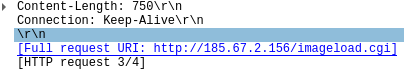 Content-Length: 750\r\n
Connection: Keep-Alive\r\n
\r\n
[Full request URI: http://185.67.2.156/imageload.cgi]
[HTTP request 3/4]